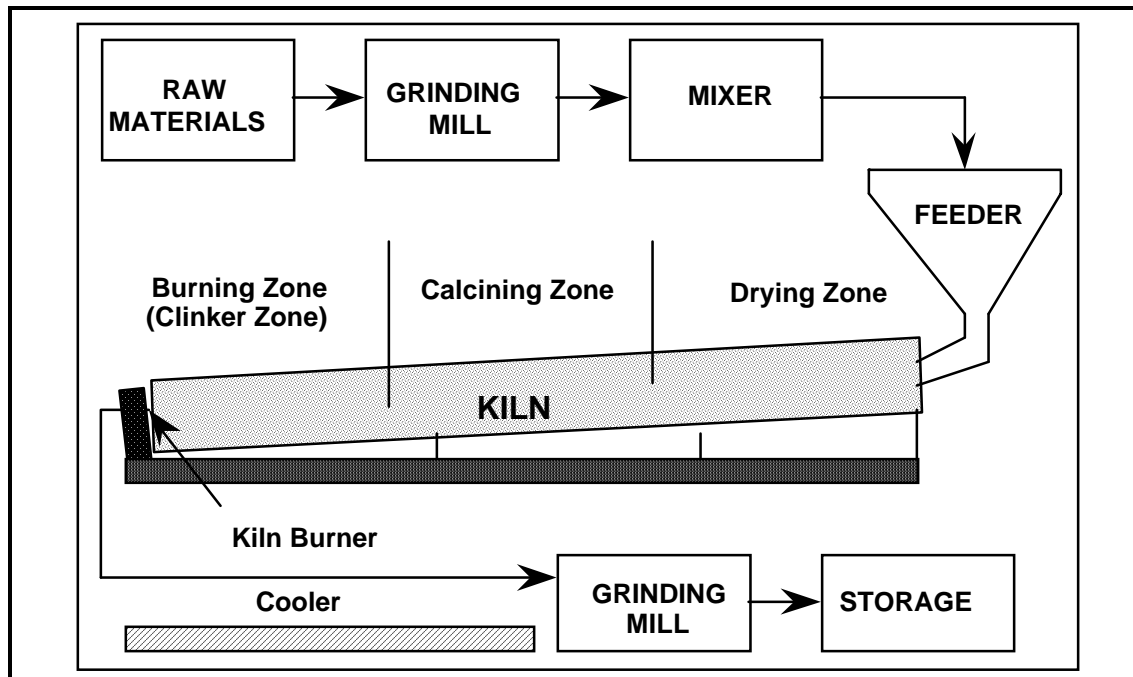 RAW
MATERIALS
GRINDING
MILL
MIXER
FEEDER
Burning Zone
(Clinker Zone)
Calcining Zone
Drying Zone
KILN
Kiln Burner
Cooler
GRINDING
MILL
STORAGE